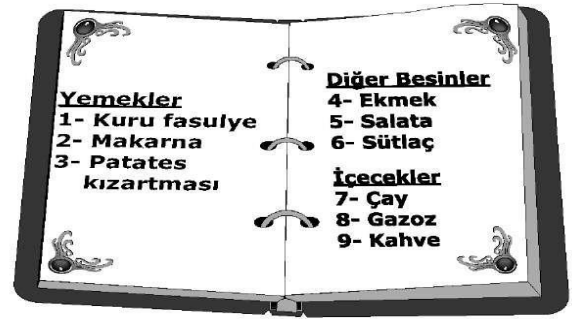 Yemekler
1- Kuru fasulye
2- Makarna
3- Patates
kızartması
Diğer Besinler
4- Ekmek
5- Salata
6- Sütlaç
İçecekler
7- Çay
8- Gazoz
9- Kahve